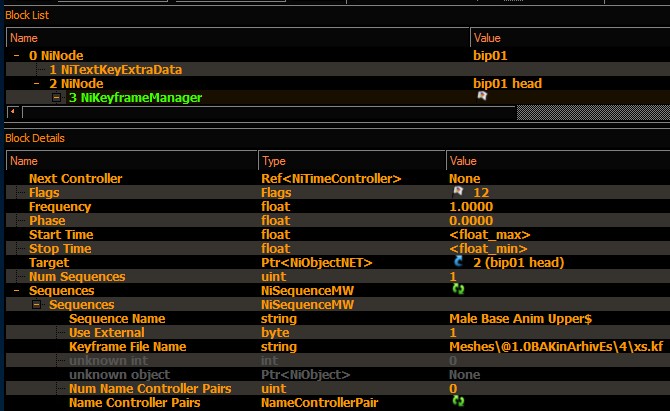 Block List
Name Value
- 0 NiNode bip01
1 NiTextKeyExtraData
- 2 NiNode bip01 head
3 NiKeyframeManager
Block Details
Name Type Value
Next Controller Ref<NiTimeController> None
Flags Flags 12
Frequency float 1.0000
Phase float 0.0000
Start Time float <float_max>
Stop Time float <float_min>
Target Ptr<NiObjectNET> 2 (bip01 head)
Num Sequences uint 1
- Sequences NiSequenceMW
Sequences NiSequenceMW
Sequence Name string Male Base Anim Upper$
Use External byte 1
Keyframe File Name string Meshes\@1.0BAKinArhivEs\4\xs.kf
unknown int int 0
unknown object Ptr<NiObject> None
Num Name Controller Pairs uint 0
Name Controller Pairs NameControllerPair